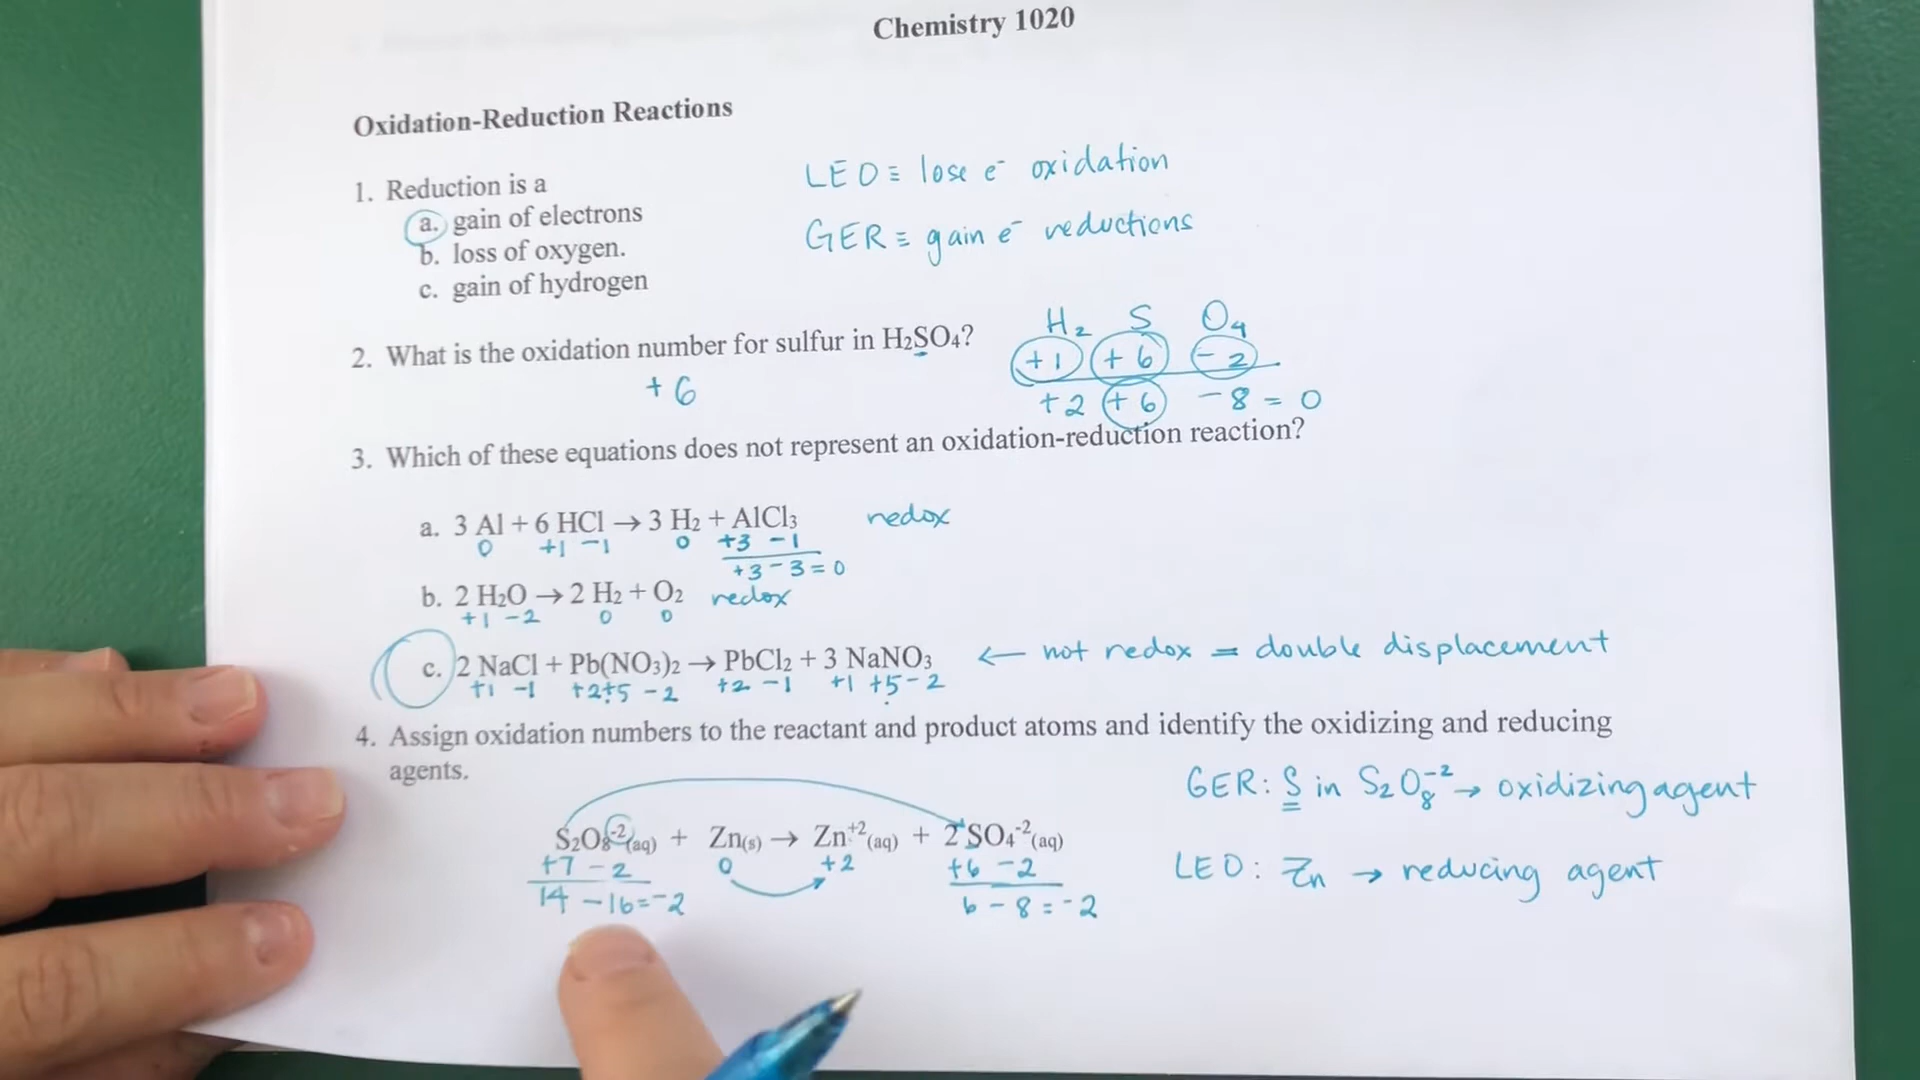 Chemistry 1020
Oxidation-Reduction Reactions
1. Reduction is a
a. gain of electrons
b. loss of oxygen.
c. gain of hydrogen
LEO ≡ lose e⁻ oxidation
GER ≡ gain e⁻ reductions
2. What is the oxidation number for sulfur in H₂SO₄?
+6
H₂ S O₄
+1 +6 -2
+2 +6 -8 = 0
3. Which of these equations does not represent an oxidation-reduction reaction?
a. 3 Al + 6 HCl → 3 H₂ + AlCl₃ redox
0 +1 -1 0 +3 -1
+3 -3 = 0
b. 2 H₂O → 2 H₂ + O₂ redox
+1 -2 0 0
c. 2 NaCl + Pb(NO₃)₂ → PbCl₂ + 3 NaNO₃ ← not redox = double displacement
+1 -1 +2+5 -2 +2 -1 +1 +5-2
4. Assign oxidation numbers to the reactant and product atoms and identify the oxidizing and reducing
agents.
GER: S in S₂O₈⁻² → oxidizing agent
S₂O₈⁻²(aq) + Zn(s) → Zn⁺²(aq) + 2 SO₄⁻²(aq)
+7 -2 0 +2 +6 -2
14 -16=-2 6 - 8 = -2
LEO: Zn → reducing agent